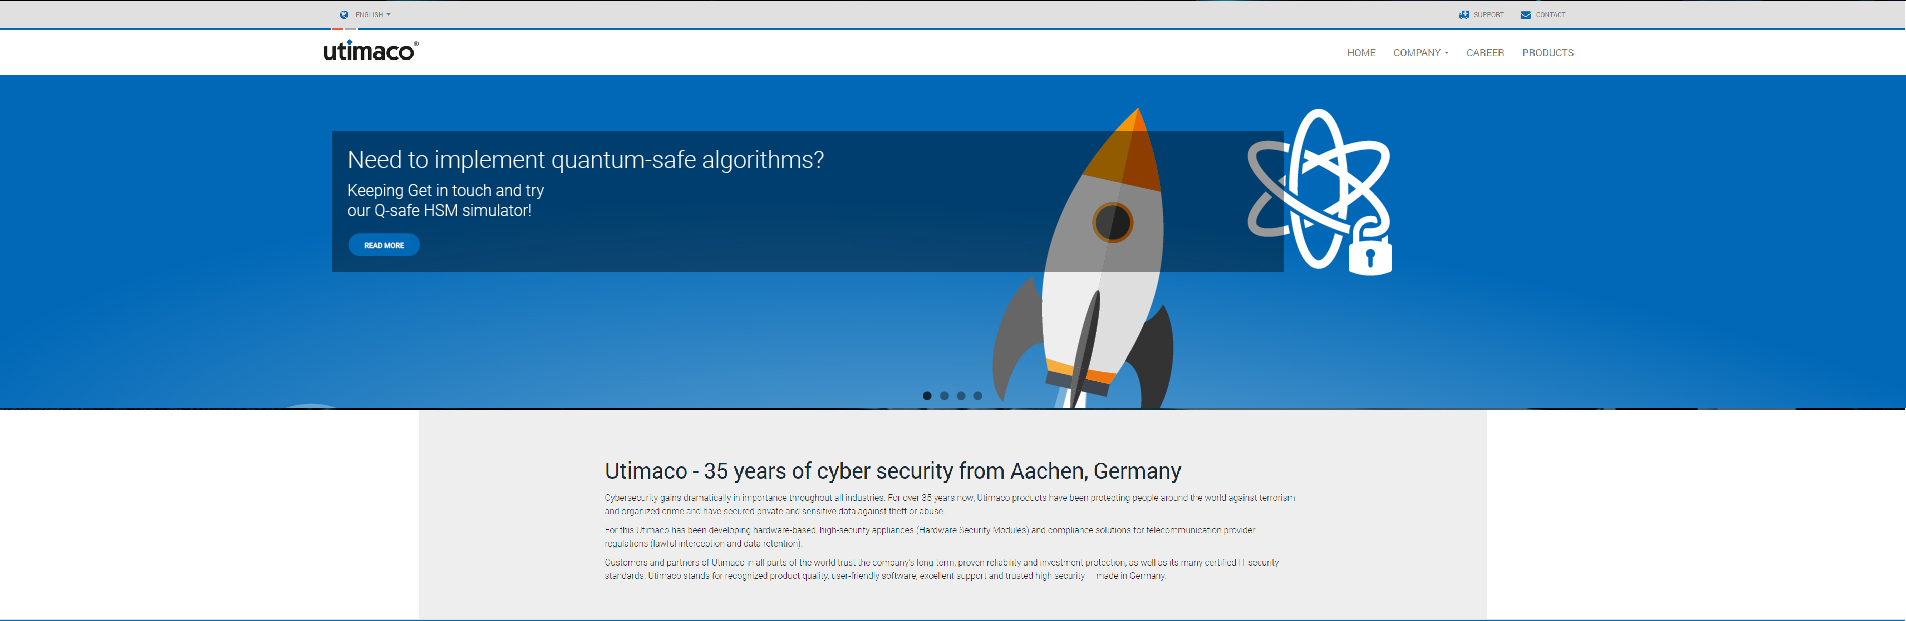 ENGLISH
SUPPORT
CONTACT
utimaco®
HOME
COMPANY
CAREER
PRODUCTS
Need to implement quantum-safe algorithms?
Keeping Get in touch and try
our Q-safe HSM simulator!
READ MORE
Utimaco - 35 years of cyber security from Aachen, Germany
Cybersecurity gains dramatically in importance throughout all industries. For over 35 years now, Utimaco products have been protecting people around the world against terrorism
and organized crime and have secured private and sensitive data against theft or abuse.
For this Utimaco has been developing hardware-based, high-security appliances (Hardware Security Modules) and compliance solutions for telecommunication provider
regulations (lawful interception and data retention).
Customers and partners of Utimaco in all parts of the world trust the company's long-term, proven reliability and investment protection, as well as its many certified IT security
standards. Utimaco stands for recognized product quality, user-friendly software, excellent support and trusted high security – made in Germany.